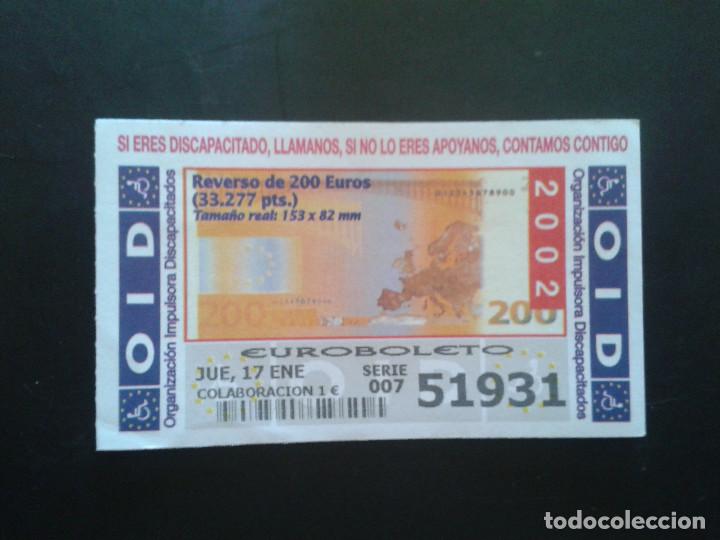 SI ERES DISCAPACITADO, LLAMANOS, SI NO LO ERES APOYANOS, CONTAMOS CONTIGO
OID
Organización Impulsora Discapacitados
Reverso de 200 Euros
(33.277 pts.)
Tamaño real: 153 x 82 mm
200
200
2002
Organización Impulsora Discapacitados
OID
EUROBOLETO
JUE, 17 ENE
SERIE
007
51931
COLABORACION 1 €
todocoleccion
todocoleccion.net